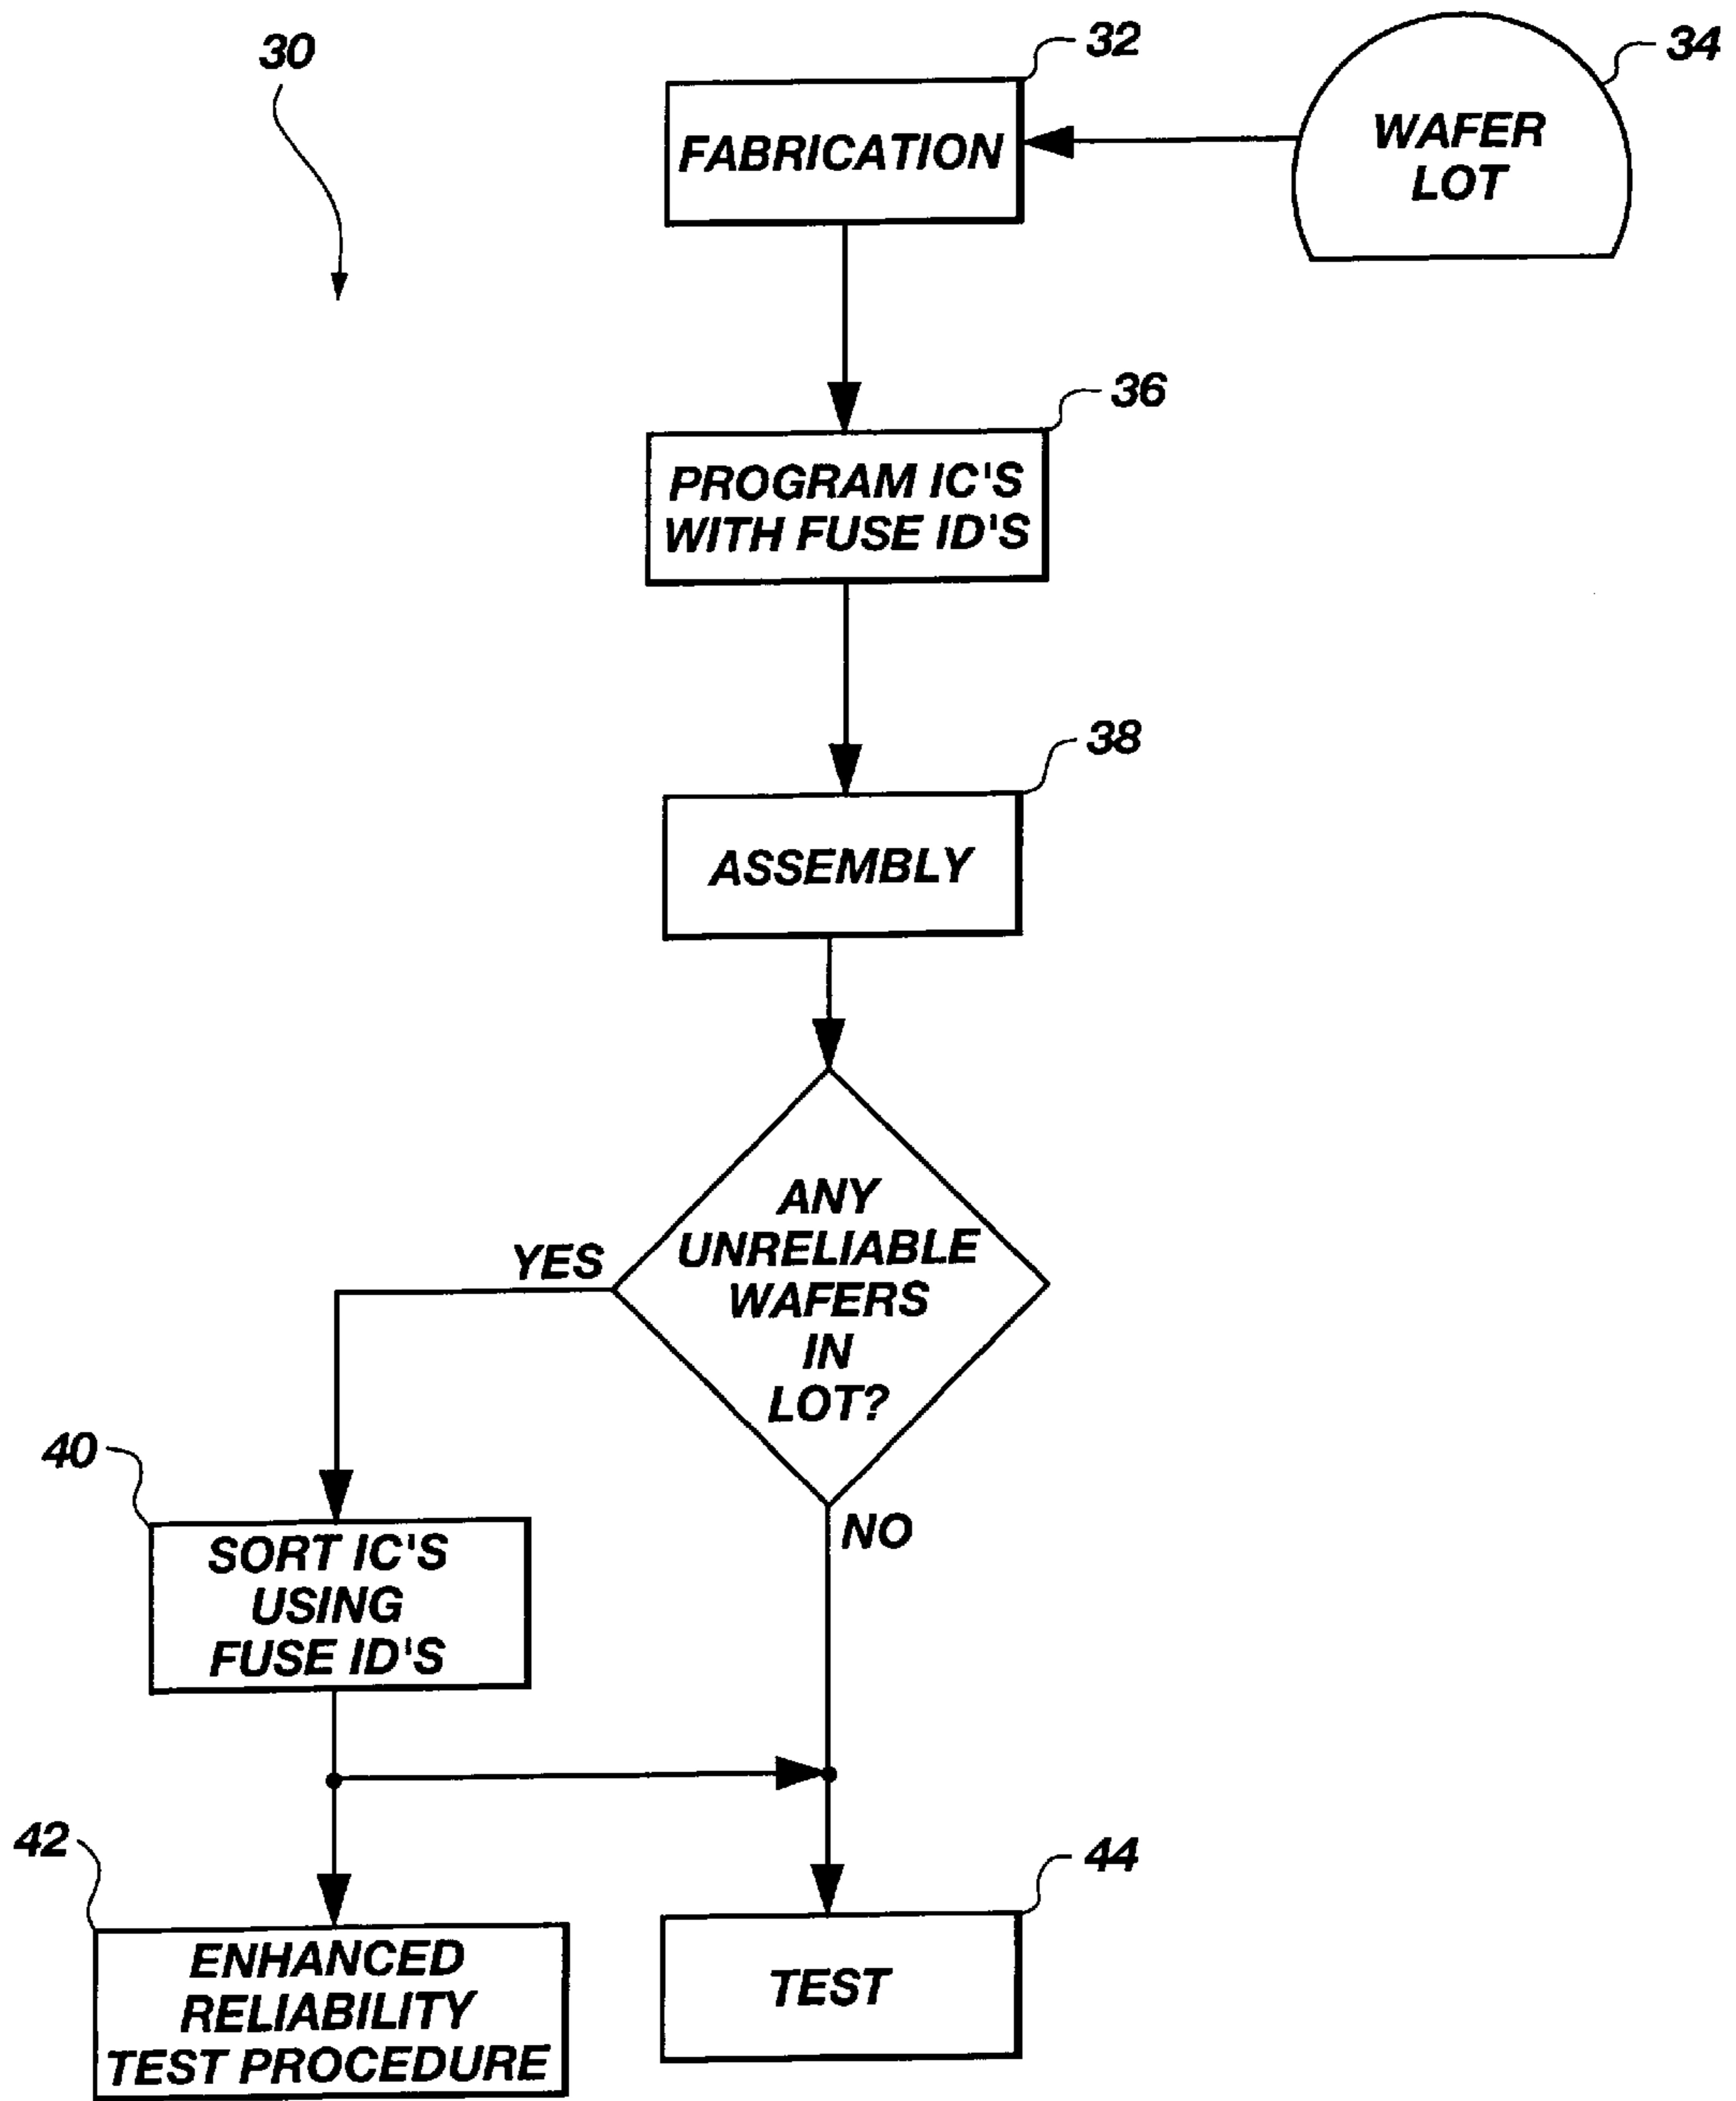 30
32
34
FABRICATION
WAFER
LOT
36
PROGRAM IC'S
WITH FUSE ID'S
38
ASSEMBLY
ANY
UNRELIABLE
WAFERS
IN
LOT?
YES
NO
40
SORT IC'S
USING
FUSE ID'S
42
ENHANCED
RELIABILITY
TEST PROCEDURE
44
TEST